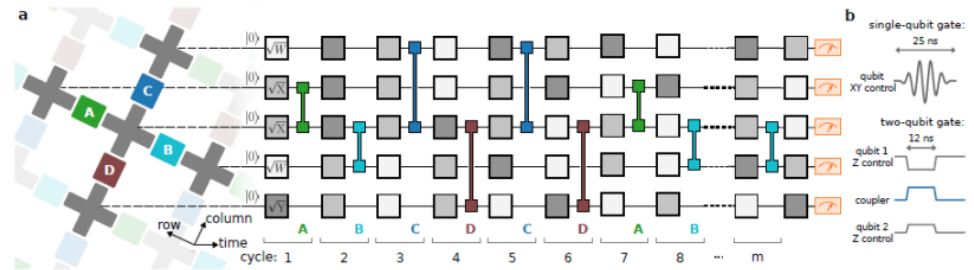 a
b
A
B
C
D
row
column
time
|0⟩
|0⟩
|0⟩
|0⟩
|0⟩
√W
√X
√X
√W
√Y
A B C D C D A B
cycle: 1 2 3 4 5 6 7 8 ··· m
single-qubit gate:
25 ns
qubit
XY control
two-qubit gate:
12 ns
qubit 1
Z control
coupler
qubit 2
Z control